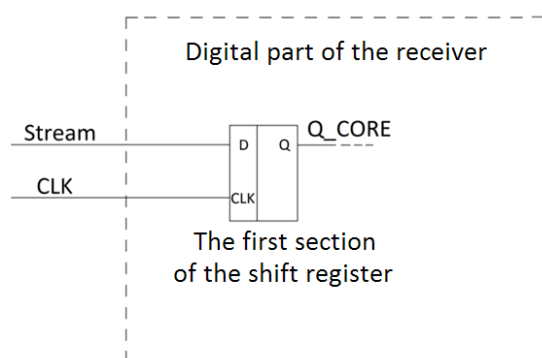 Digital part of the receiver
Stream
Q_CORE
D
Q
CLK
CLK
The first section
of the shift register